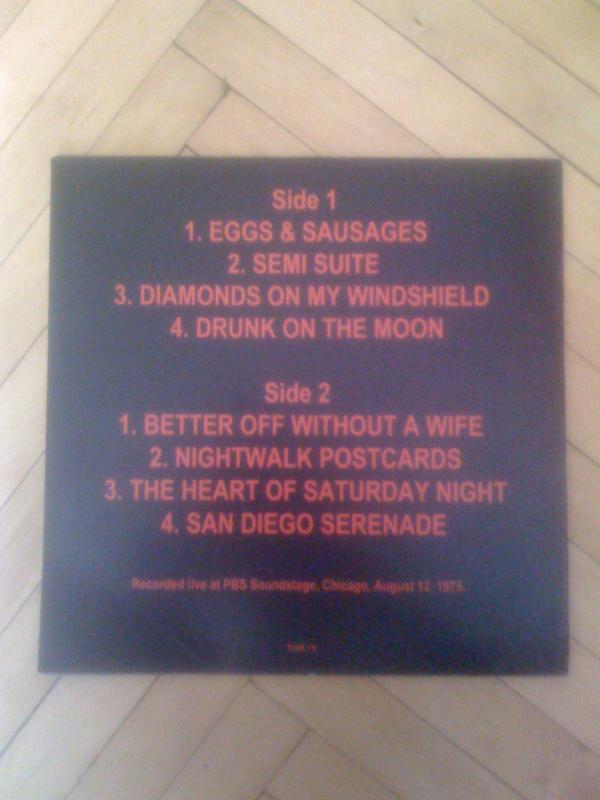 Side 1
1. EGGS & SAUSAGES
2. SEMI SUITE
3. DIAMONDS ON MY WINDSHIELD
4. DRUNK ON THE MOON
Side 2
1. BETTER OFF WITHOUT A WIFE
2. NIGHTWALK POSTCARDS
3. THE HEART OF SATURDAY NIGHT
4. SAN DIEGO SERENADE
Recorded live at PBS Soundstage, Chicago, August 12, 1975.